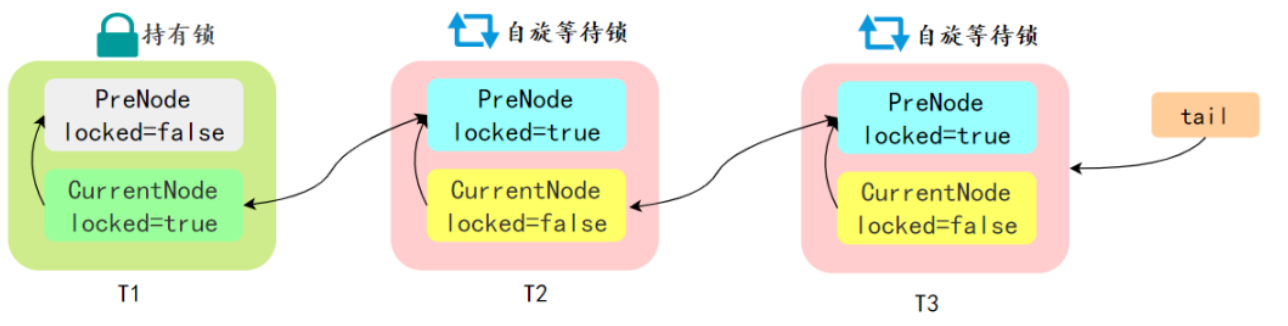 持有锁
自旋等待锁
自旋等待锁
PreNode
locked=false
CurrentNode
locked=true
T1
PreNode
locked=true
CurrentNode
locked=false
T2
PreNode
locked=true
CurrentNode
locked=false
T3
tail